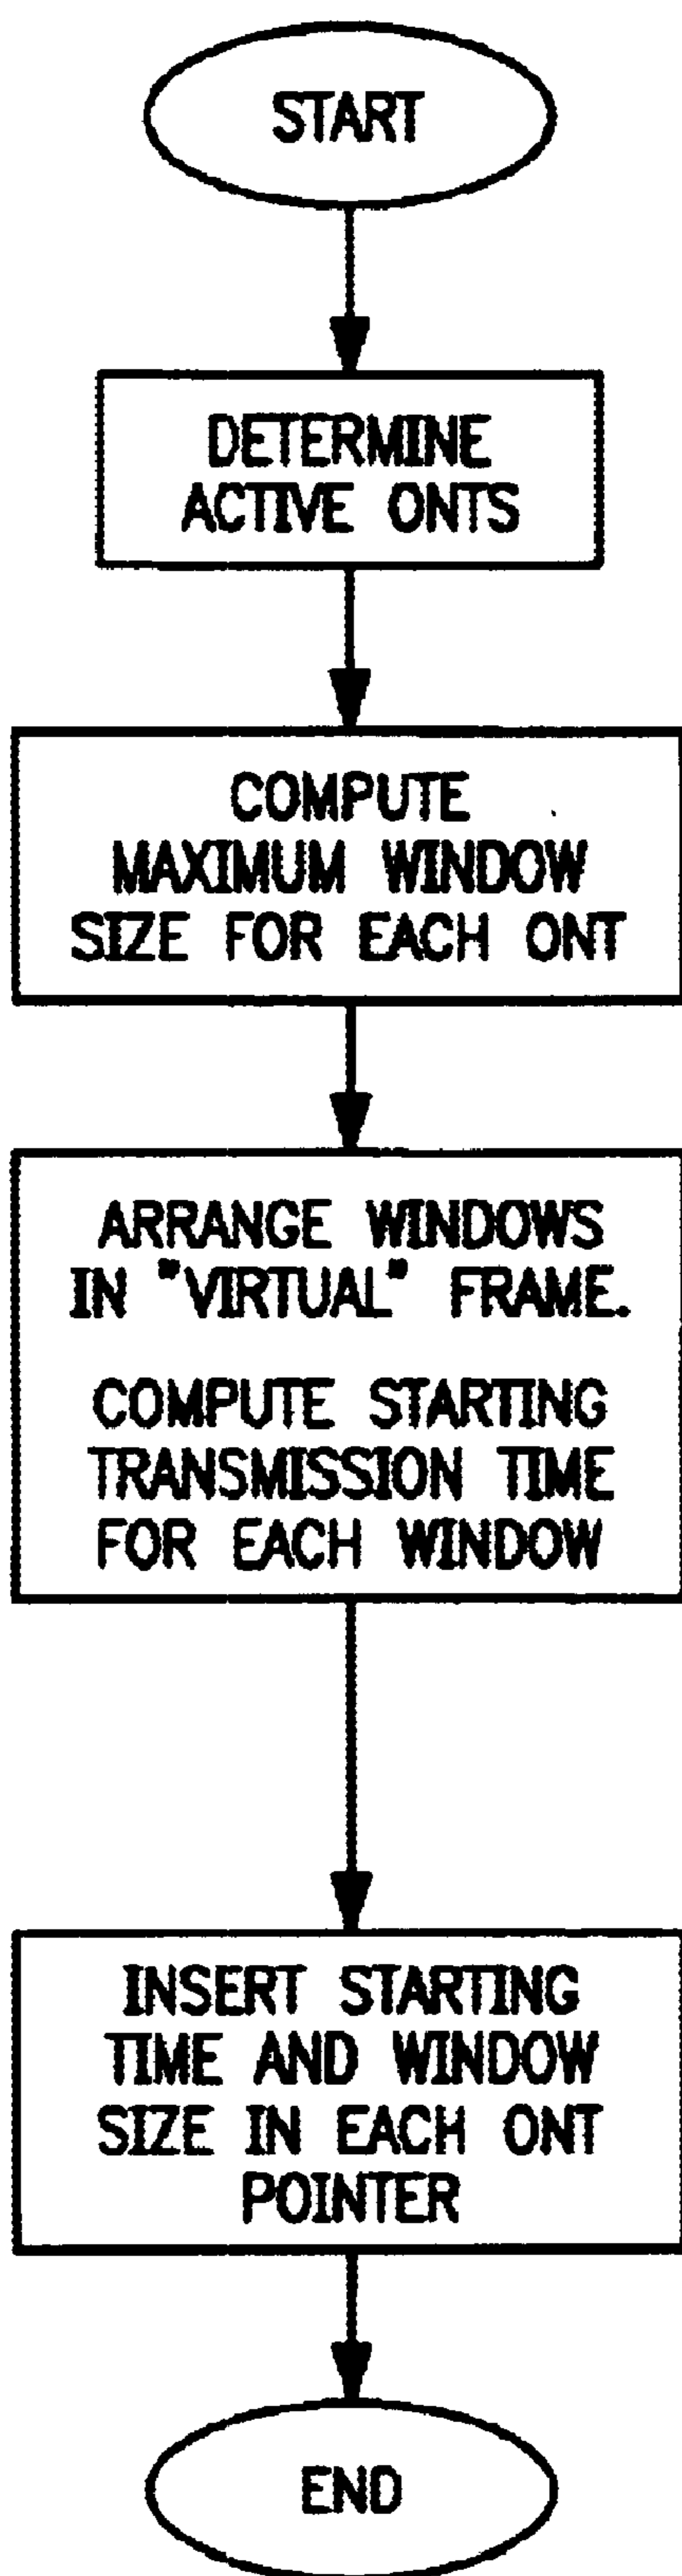 START
DETERMINE
ACTIVE ONTS
COMPUTE
MAXIMUM WINDOW
SIZE FOR EACH ONT
ARRANGE WINDOWS
IN "VIRTUAL" FRAME.
COMPUTE STARTING
TRANSMISSION TIME
FOR EACH WINDOW
INSERT STARTING
TIME AND WINDOW
SIZE IN EACH ONT
POINTER
END